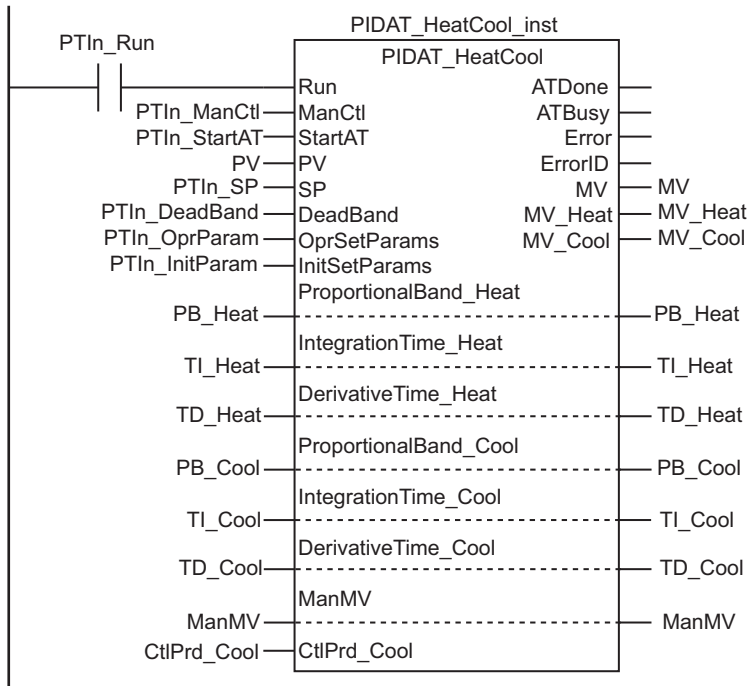 PIDAT_HeatCool_inst
PTIn_Run
PIDAT_HeatCool
Run ATDone
PTIn_ManCtl ManCtl ATBusy
PTIn_StartAT StartAT Error
PV PV ErrorID
PTIn_SP SP MV MV
PTIn_DeadBand DeadBand MV_Heat MV_Heat
PTIn_OprParam OprSetParams MV_Cool MV_Cool
PTIn_InitParam InitSetParams
ProportionalBand_Heat
PB_Heat PB_Heat
IntegrationTime_Heat
TI_Heat TI_Heat
DerivativeTime_Heat
TD_Heat TD_Heat
ProportionalBand_Cool
PB_Cool PB_Cool
IntegrationTime_Cool
TI_Cool TI_Cool
DerivativeTime_Cool
TD_Cool TD_Cool
ManMV
ManMV ManMV
CtlPrd_Cool CtlPrd_Cool